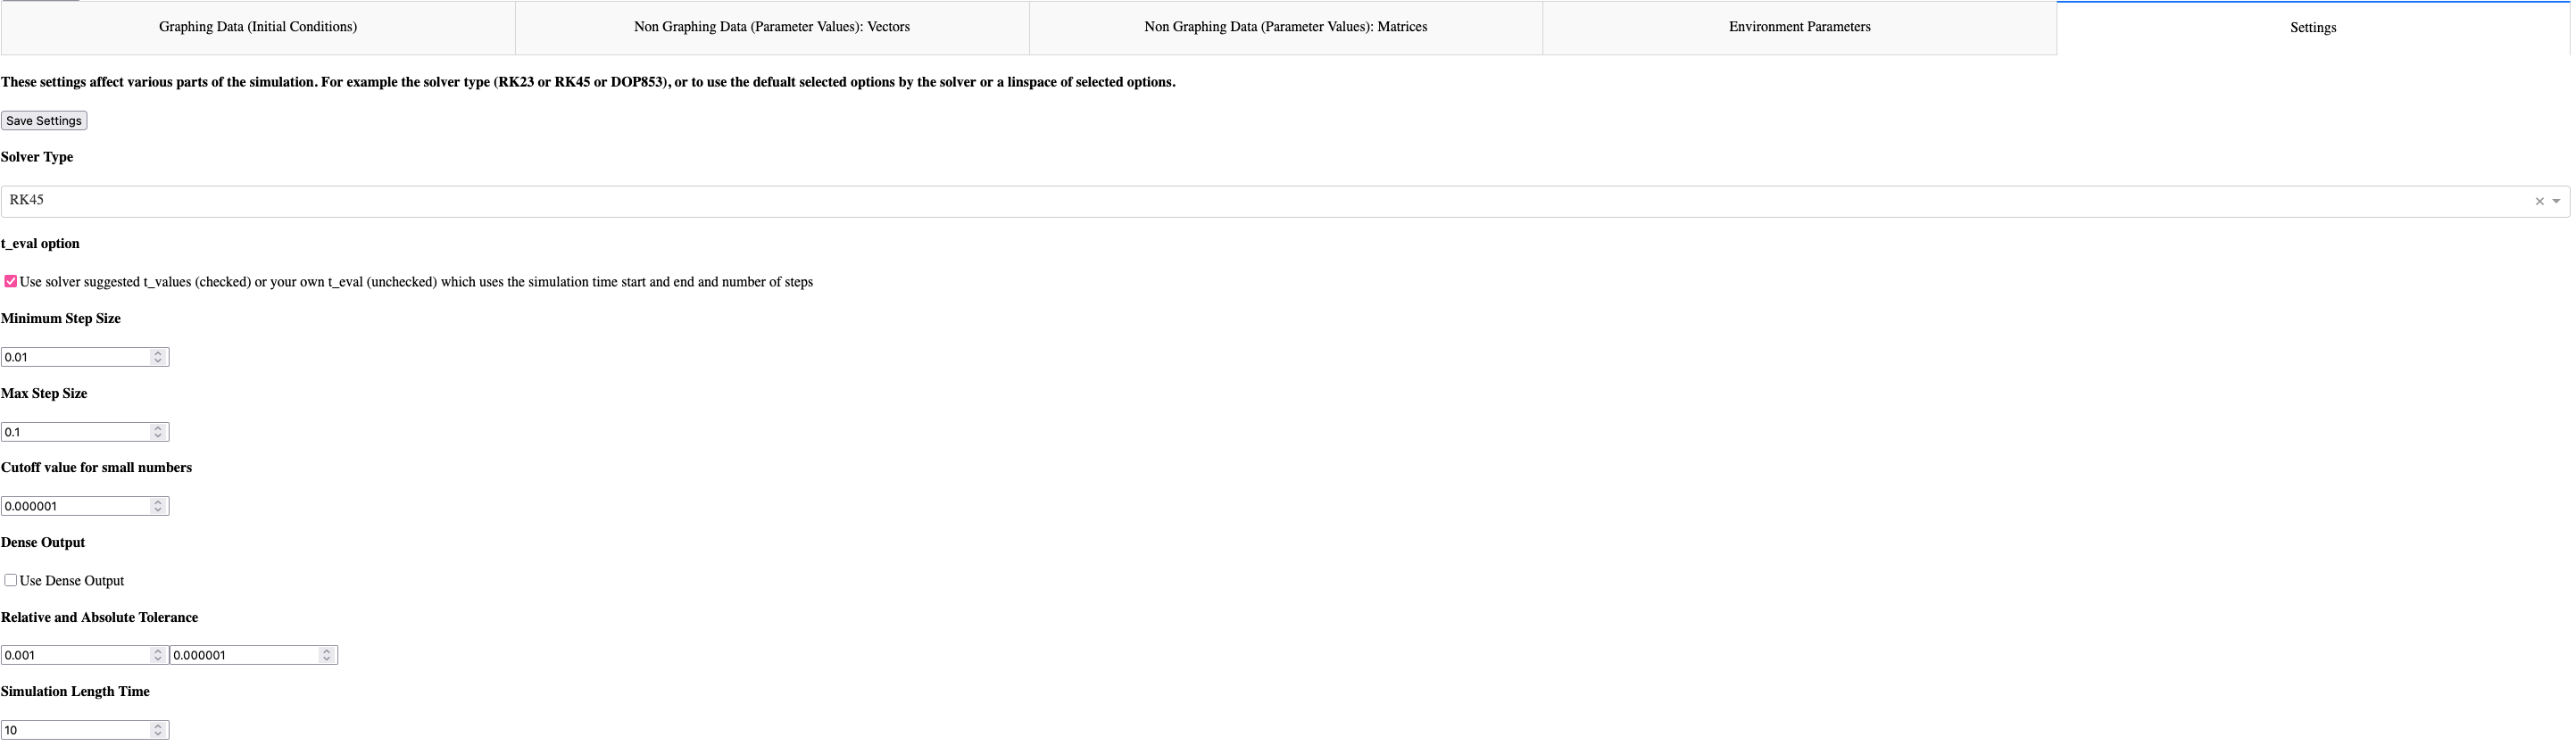 Graphing Data (Initial Conditions)
Non Graphing Data (Parameter Values): Vectors
Non Graphing Data (Parameter Values): Matrices
Environment Parameters
Settings
These settings affect various parts of the simulation. For example the solver type (RK23 or RK45 or DOP853), or to use the defualt selected options by the solver or a linspace of selected options.
Save Settings
Solver Type
RK45
t_eval option
Use solver suggested t_values (checked) or your own t_eval (unchecked) which uses the simulation time start and end and number of steps
Minimum Step Size
0.01
Max Step Size
0.1
Cutoff value for small numbers
0.000001
Dense Output
Use Dense Output
Relative and Absolute Tolerance
0.001 0.000001
Simulation Length Time
10